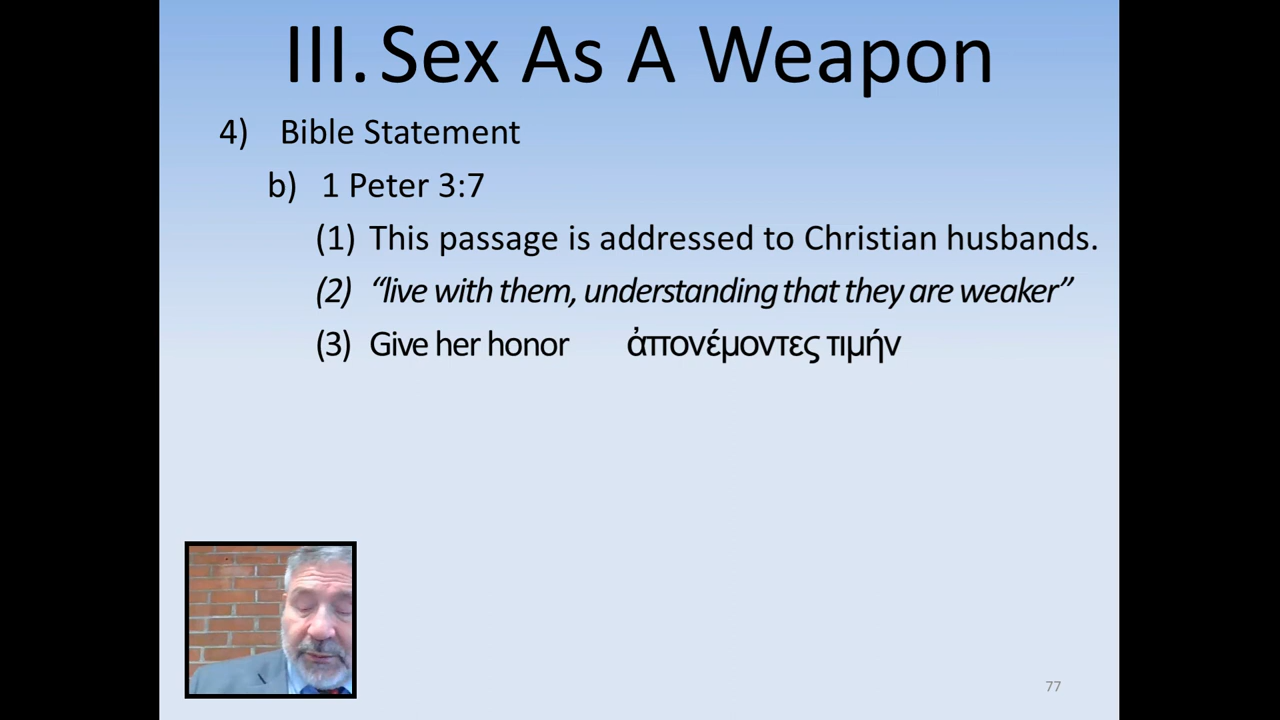 III. Sex As A Weapon
4) Bible Statement
b) 1 Peter 3:7
(1) This passage is addressed to Christian husbands.
(2) “live with them, understanding that they are weaker”
(3) Give her honor ἀπονέμοντες τιμήν
77